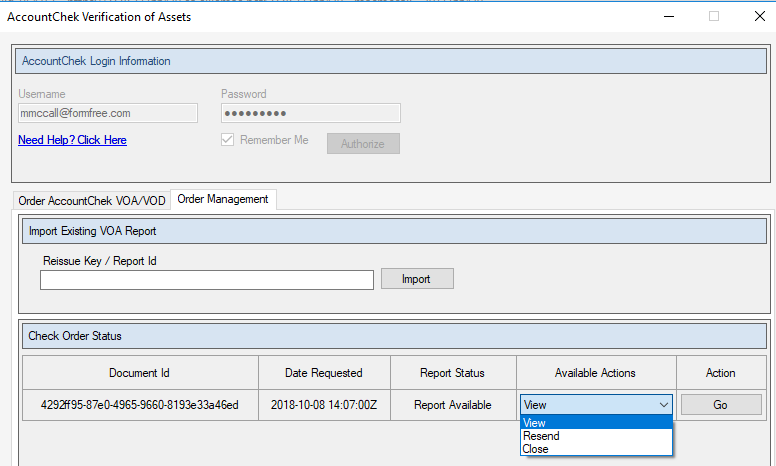 AccountChek Verification of Assets
AccountChek Login Information
Username Password
mmccall@formfree.com ●●●●●●●●●
Need Help? Click Here Remember Me Authorize
Order AccountChek VOA/VOD Order Management
Import Existing VOA Report
Reissue Key / Report Id
Import
Check Order Status
Document Id Date Requested Report Status Available Actions Action
4292ff95-87e0-4965-9660-8193e33a46ed 2018-10-08 14:07:00Z Report Available View Go
View
Resend
Close